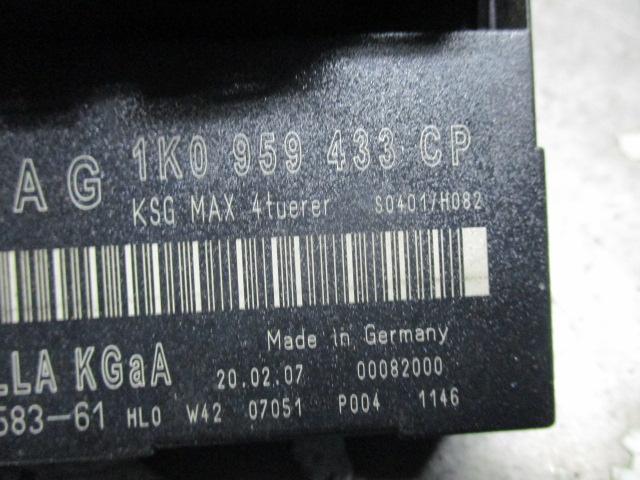 AG 1K0 959 433 CP
KSG MAX 4tuerer S0401/H082
Made in Germany
LLA KGaA 20.02.07 00082000
583-61 HL0 W42 07051 P004 1146